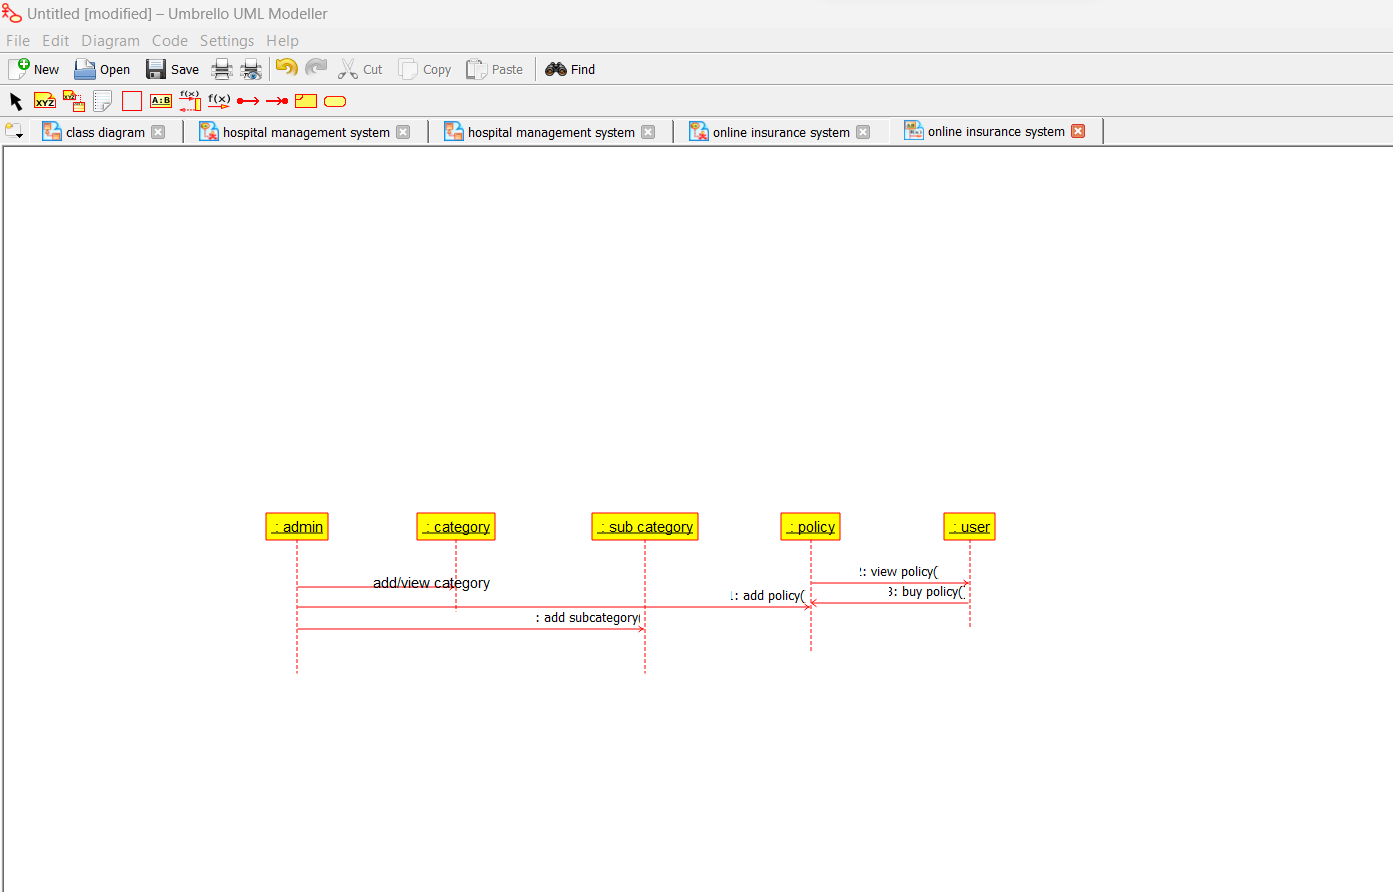 Untitled [modified] – Umbrello UML Modeller
File Edit Diagram Code Settings Help
New Open Save Cut Copy Paste Find
XYZ XYZ A:B f(x) f(x)
class diagram hospital management system hospital management system online insurance system online insurance system
: admin : category : sub category : policy : user
: view policy(
add/view category
3: buy policy(
1: add policy(
: add subcategory(